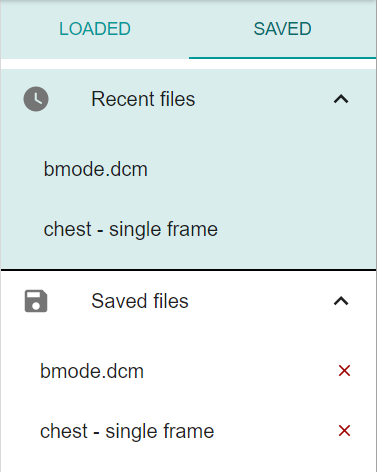 LOADED SAVED
Recent files
bmode.dcm
chest - single frame
Saved files
bmode.dcm
chest - single frame